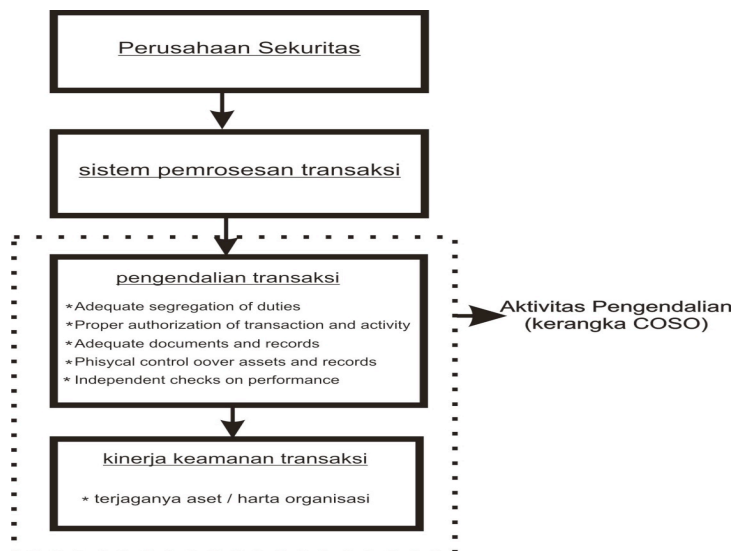 Perusahaan Sekuritas
sistem pemrosesan transaksi
pengendalian transaksi
*Adequate segregation of duties
*Proper authorization of transaction and activity
*Adequate documents and records
*Phisycal control oover assets and records
* Independent checks on performance
Aktivitas Pengendalian
(kerangka COSO)
kinerja keamanan transaksi
* terjaganya aset / harta organisasi